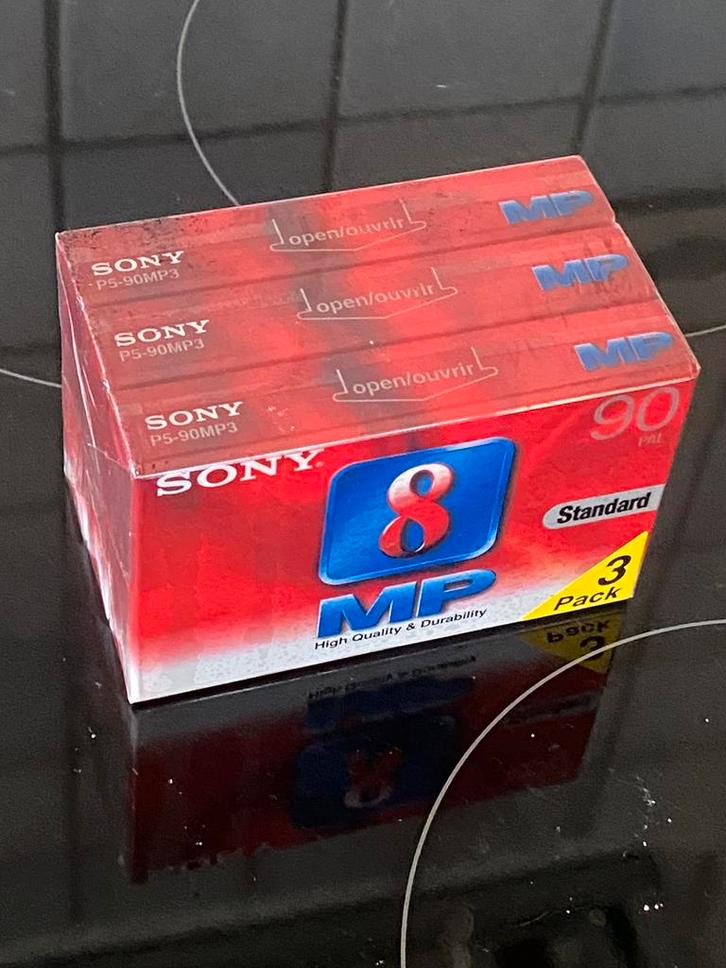 SONY
P5-90MP3
open/ouvrir
MP
SONY
P5-90MP3
open/ouvrir
MP
SONY
P5-90MP3
open/ouvrir
MP
SONY
90
PAL
8
Standard
MP
High Quality & Durability
3
Pack